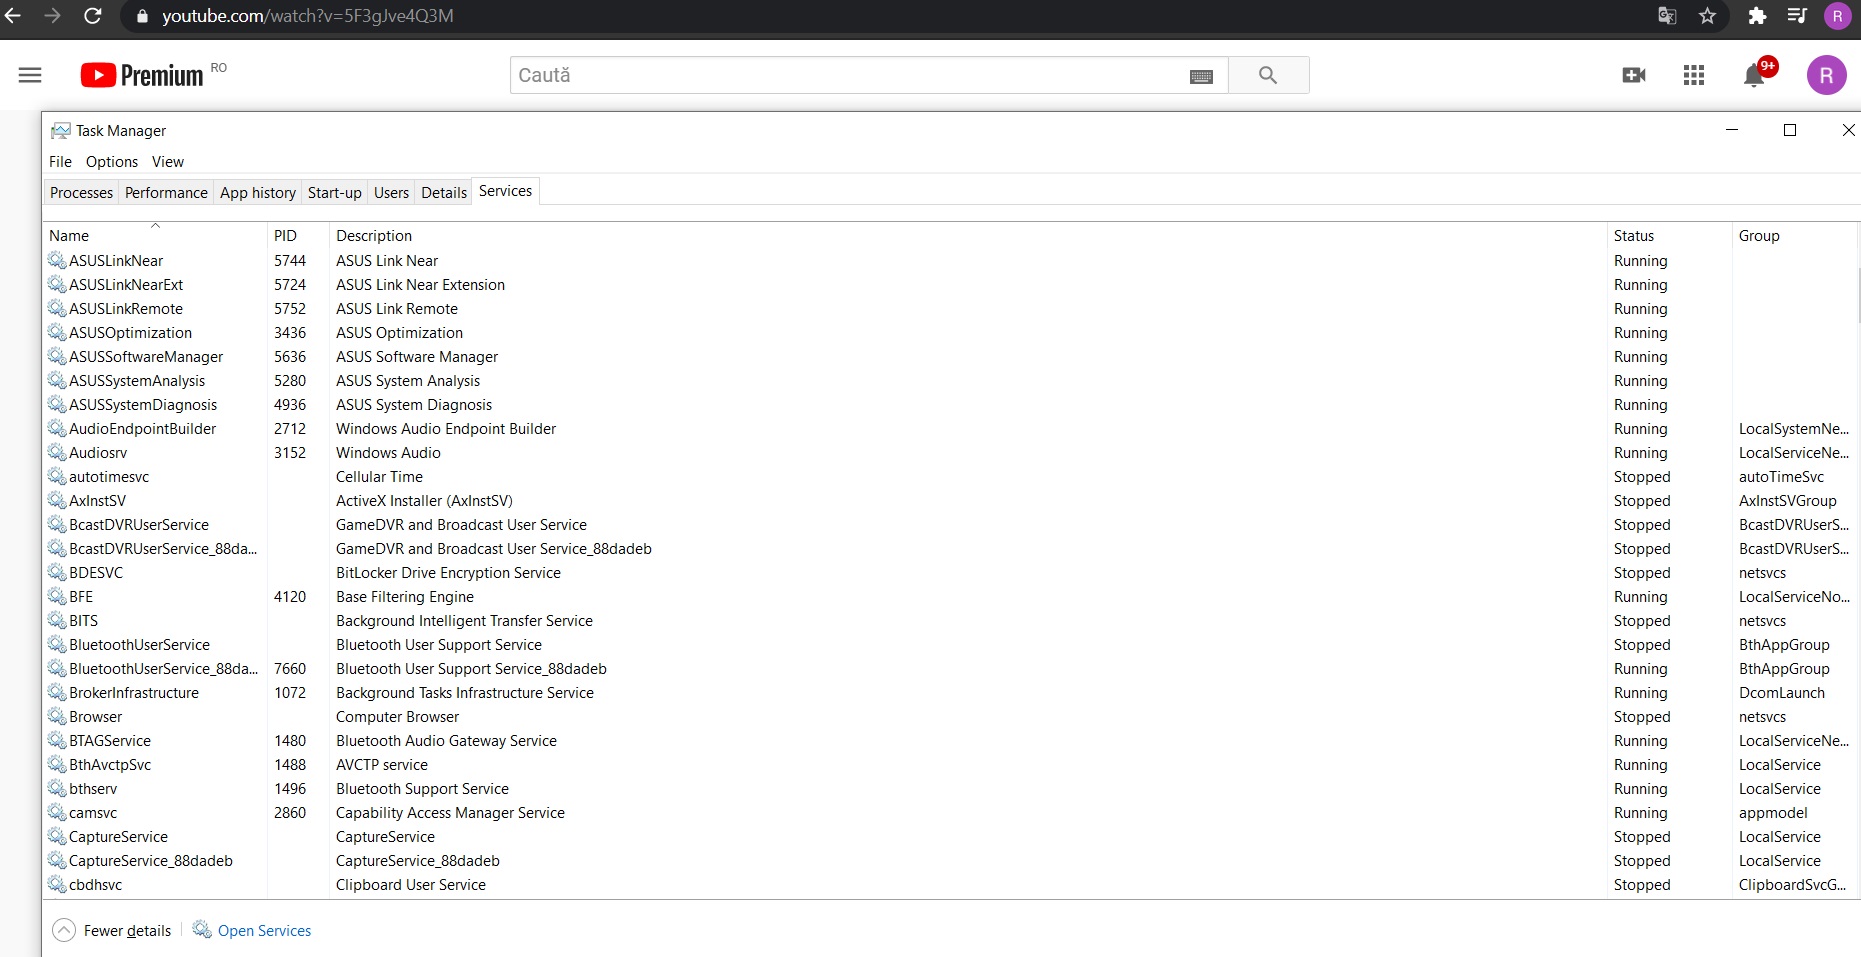 youtube.com/watch?v=5F3gJve4Q3M
R
Premium RO
Caută
9+
R
Task Manager
File Options View
Processes Performance App history Start-up Users Details Services
Name PID Description Status Group
ASUSLinkNear 5744 ASUS Link Near Running
ASUSLinkNearExt 5724 ASUS Link Near Extension Running
ASUSLinkRemote 5752 ASUS Link Remote Running
ASUSOptimization 3436 ASUS Optimization Running
ASUSSoftwareManager 5636 ASUS Software Manager Running
ASUSSystemAnalysis 5280 ASUS System Analysis Running
ASUSSystemDiagnosis 4936 ASUS System Diagnosis Running
AudioEndpointBuilder 2712 Windows Audio Endpoint Builder Running LocalSystemNe...
Audiosrv 3152 Windows Audio Running LocalServiceNe...
autotimesvc Cellular Time Stopped autoTimeSvc
AxInstSV ActiveX Installer (AxInstSV) Stopped AxInstSVGroup
BcastDVRUserService GameDVR and Broadcast User Service Stopped BcastDVRUserS...
BcastDVRUserService_88da... GameDVR and Broadcast User Service_88dadeb Stopped BcastDVRUserS...
BDESVC BitLocker Drive Encryption Service Stopped netsvcs
BFE 4120 Base Filtering Engine Running LocalServiceNo...
BITS Background Intelligent Transfer Service Stopped netsvcs
BluetoothUserService Bluetooth User Support Service Stopped BthAppGroup
BluetoothUserService_88da... 7660 Bluetooth User Support Service_88dadeb Running BthAppGroup
BrokerInfrastructure 1072 Background Tasks Infrastructure Service Running DcomLaunch
Browser Computer Browser Stopped netsvcs
BTAGService 1480 Bluetooth Audio Gateway Service Running LocalServiceNe...
BthAvctpSvc 1488 AVCTP service Running LocalService
bthserv 1496 Bluetooth Support Service Running LocalService
camsvc 2860 Capability Access Manager Service Running appmodel
CaptureService CaptureService Stopped LocalService
CaptureService_88dadeb CaptureService_88dadeb Stopped LocalService
cbdhsvc Clipboard User Service Stopped ClipboardSvcG...
Fewer details Open Services